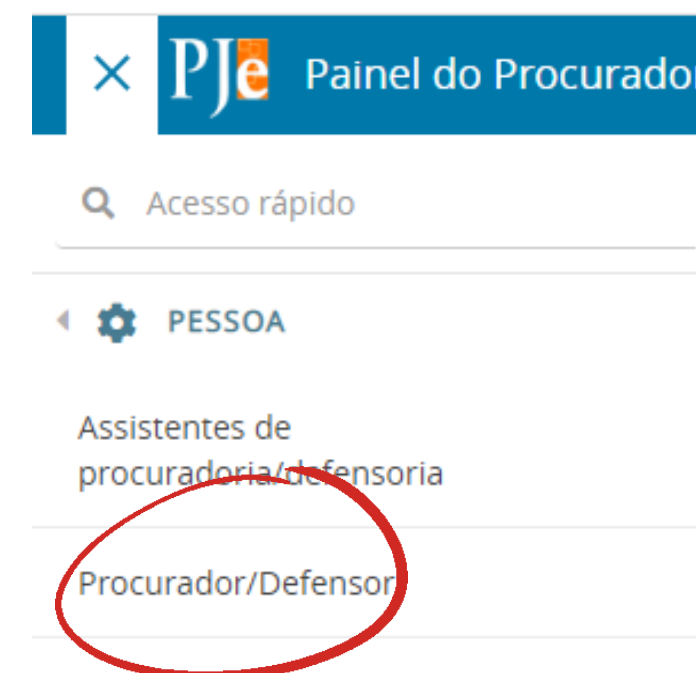 PJe Painel do Procurador
Acesso rápido
PESSOA
Assistentes de
procuradoria/defensoria
Procurador/Defensor